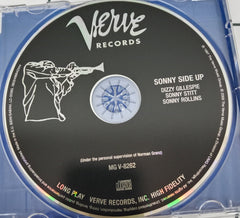 Verve
RECORDS
SONNY SIDE UP
DIZZY GILLESPIE
SONNY STITT
SONNY ROLLINS
(Under the personal supervision of Norman Granz)
MG V-8262
LONG PLAY VERVE RECORDS, INC. HIGH FIDELITY